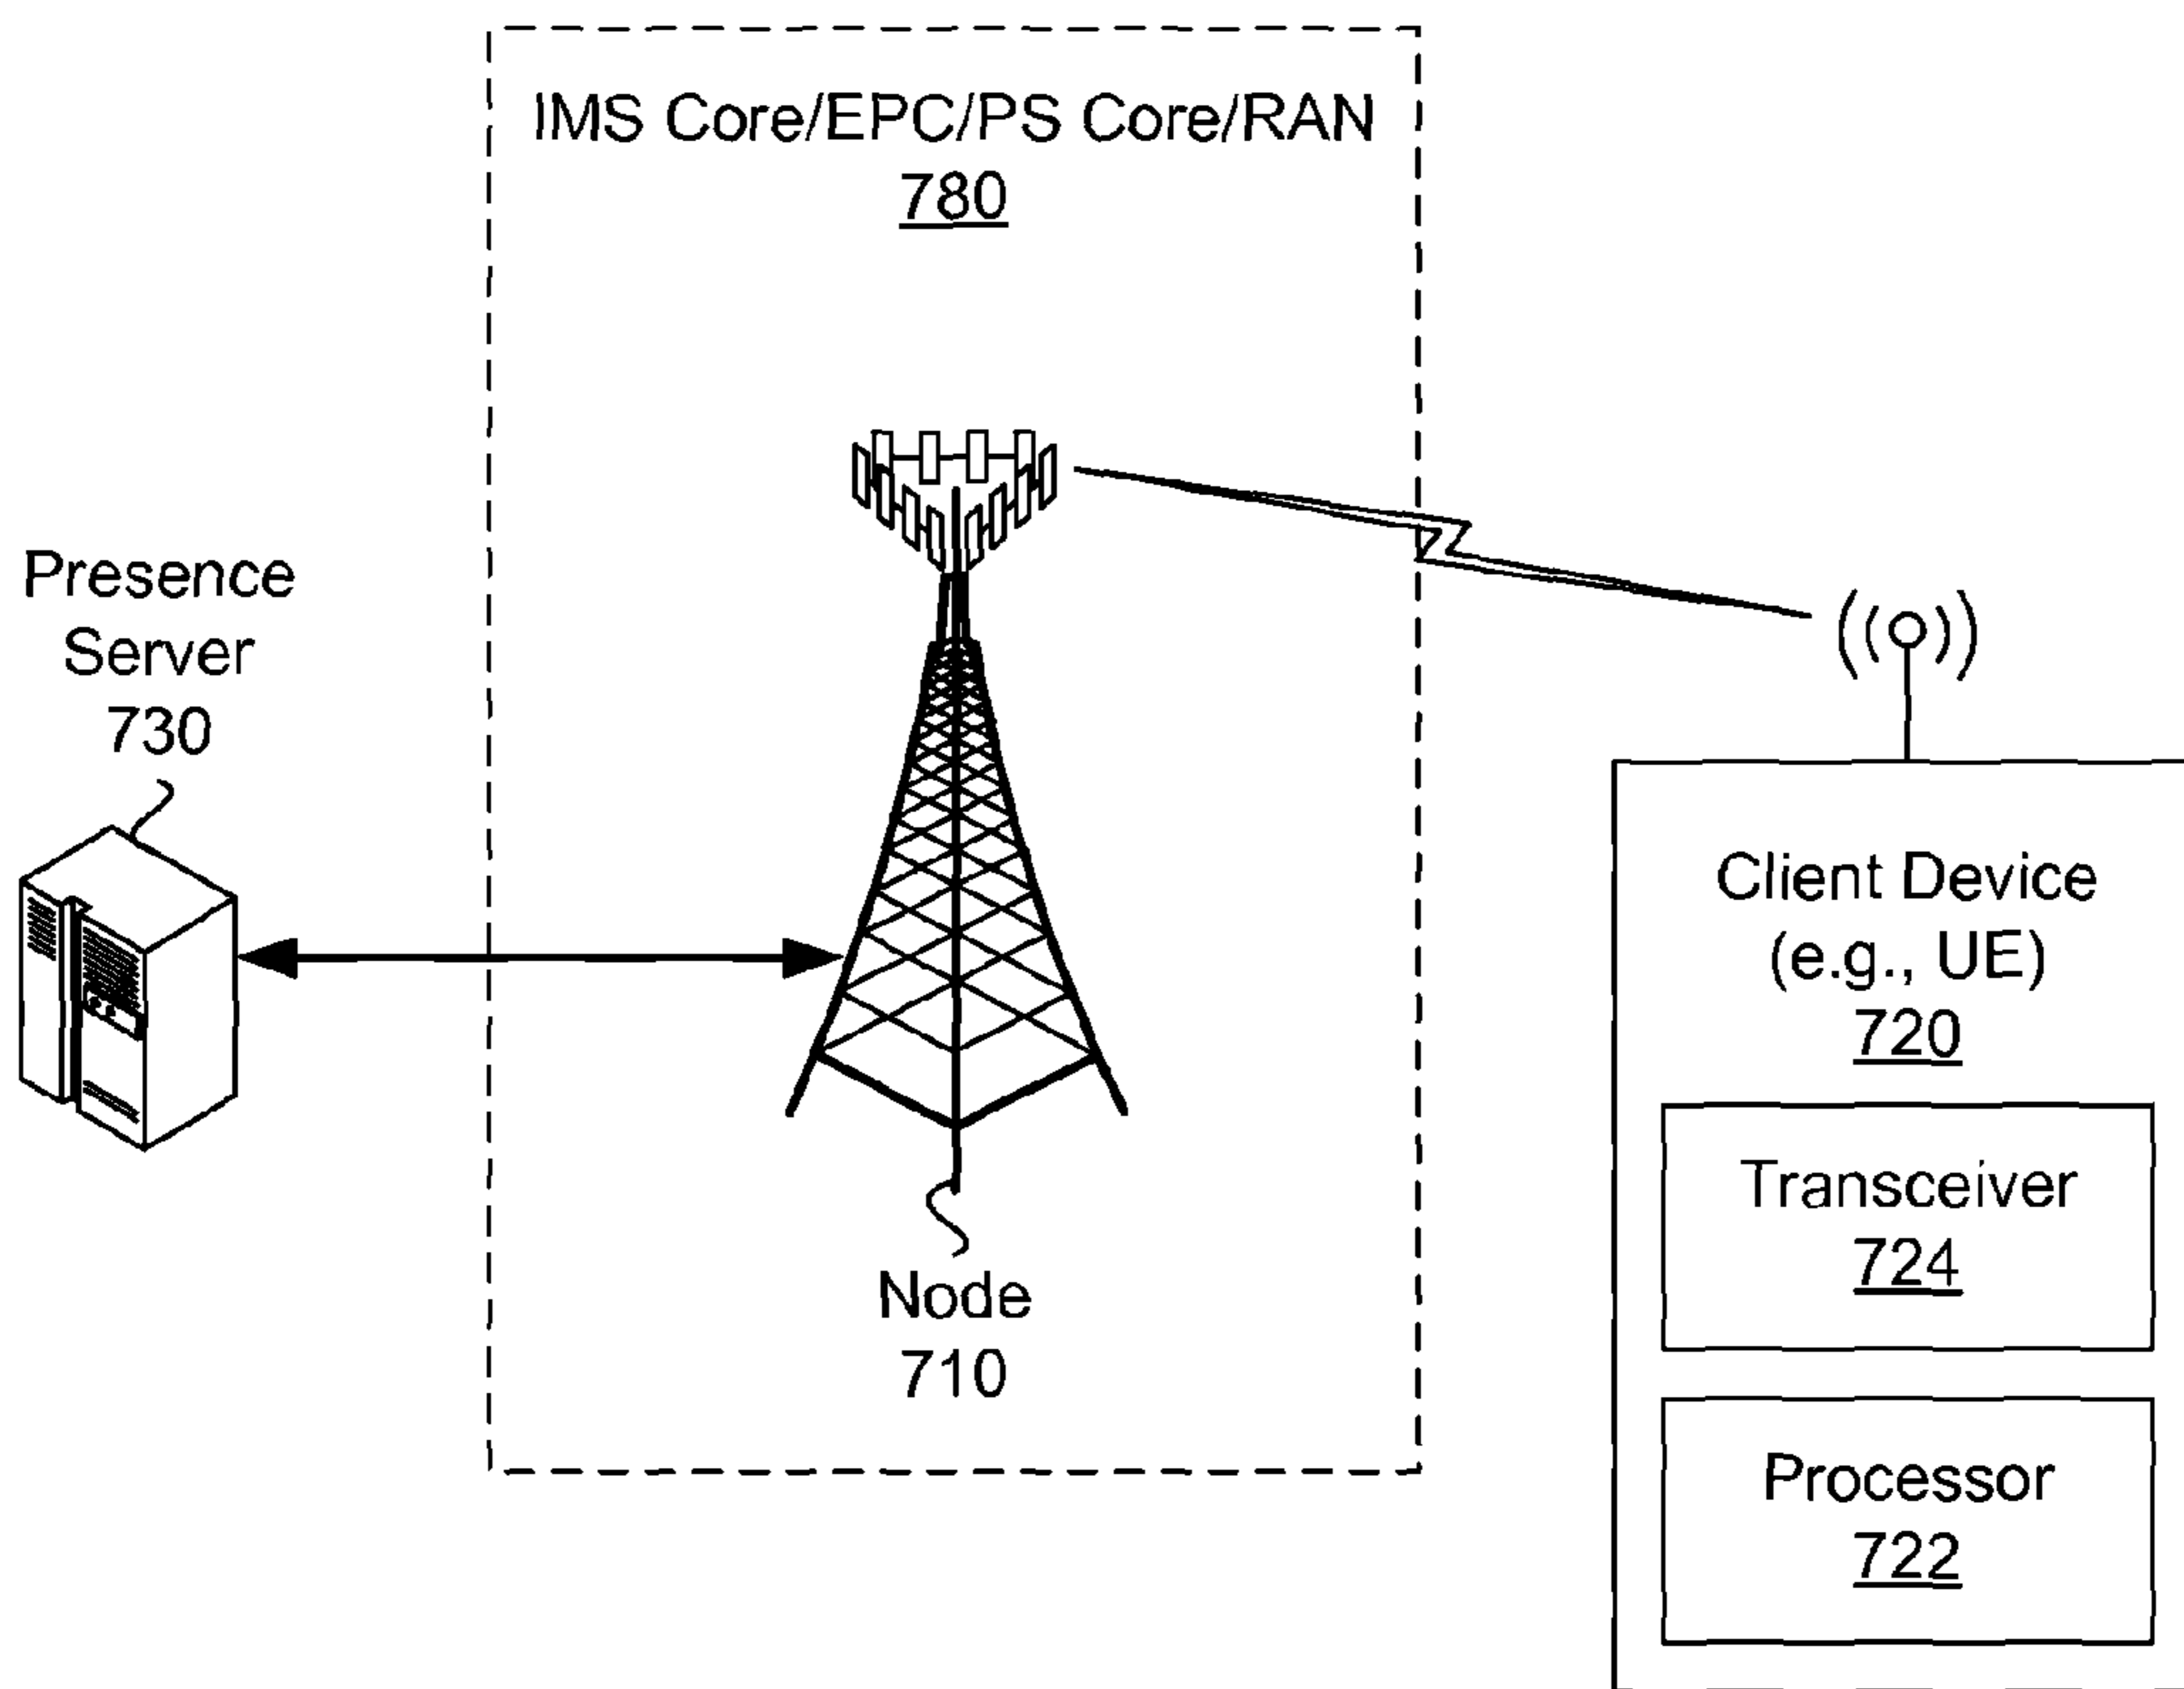 IMS Core/EPC/PS Core/RAN
780
Presence
Server
730
Node
710
Client Device
(e.g., UE)
720
Transceiver
724
Processor
722